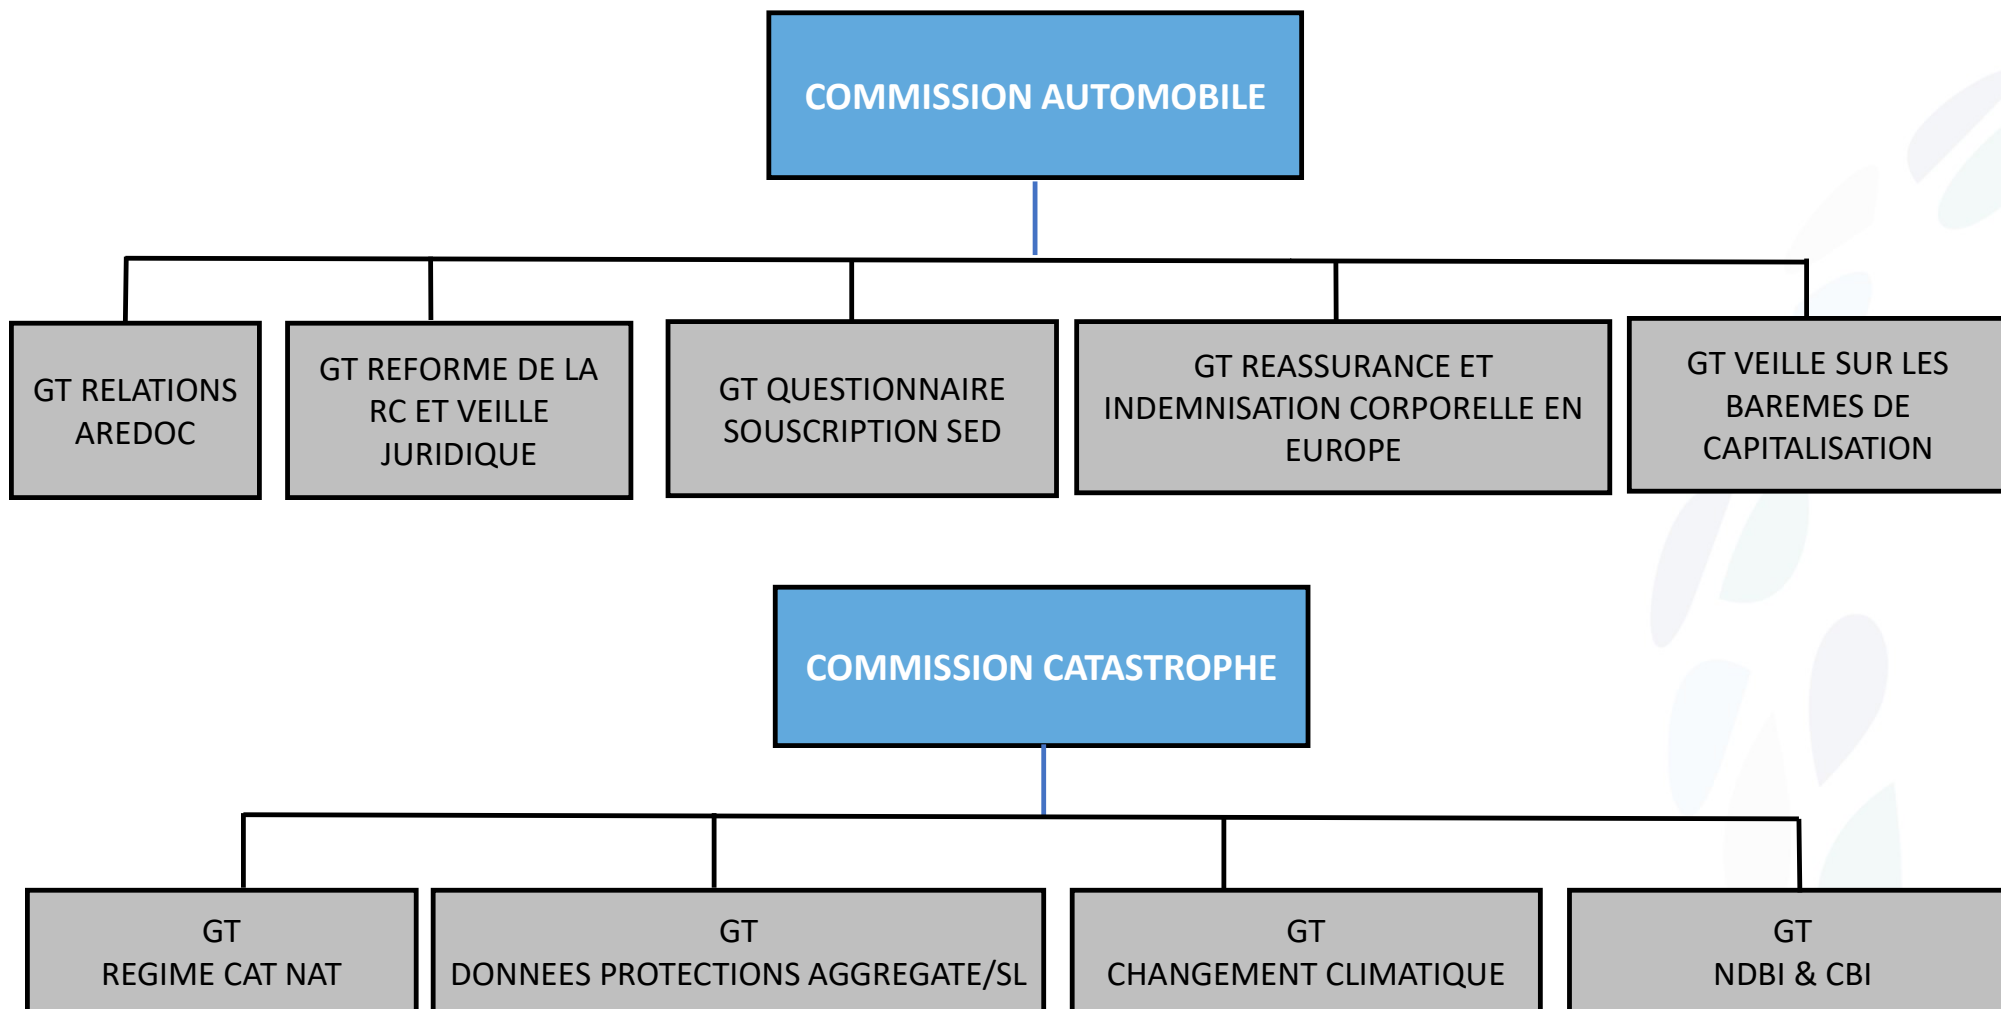 COMMISSION AUTOMOBILE
GT RELATIONS
AREDOC
GT REFORME DE LA
RC ET VEILLE
JURIDIQUE
GT QUESTIONNAIRE
SOUSCRIPTION SED
GT REASSURANCE ET
INDEMNISATION CORPORELLE EN
EUROPE
GT VEILLE SUR LES
BAREMES DE
CAPITALISATION
COMMISSION CATASTROPHE
GT
REGIME CAT NAT
GT
DONNEES PROTECTIONS AGGREGATE/SL
GT
CHANGEMENT CLIMATIQUE
GT
NDBI & CBI